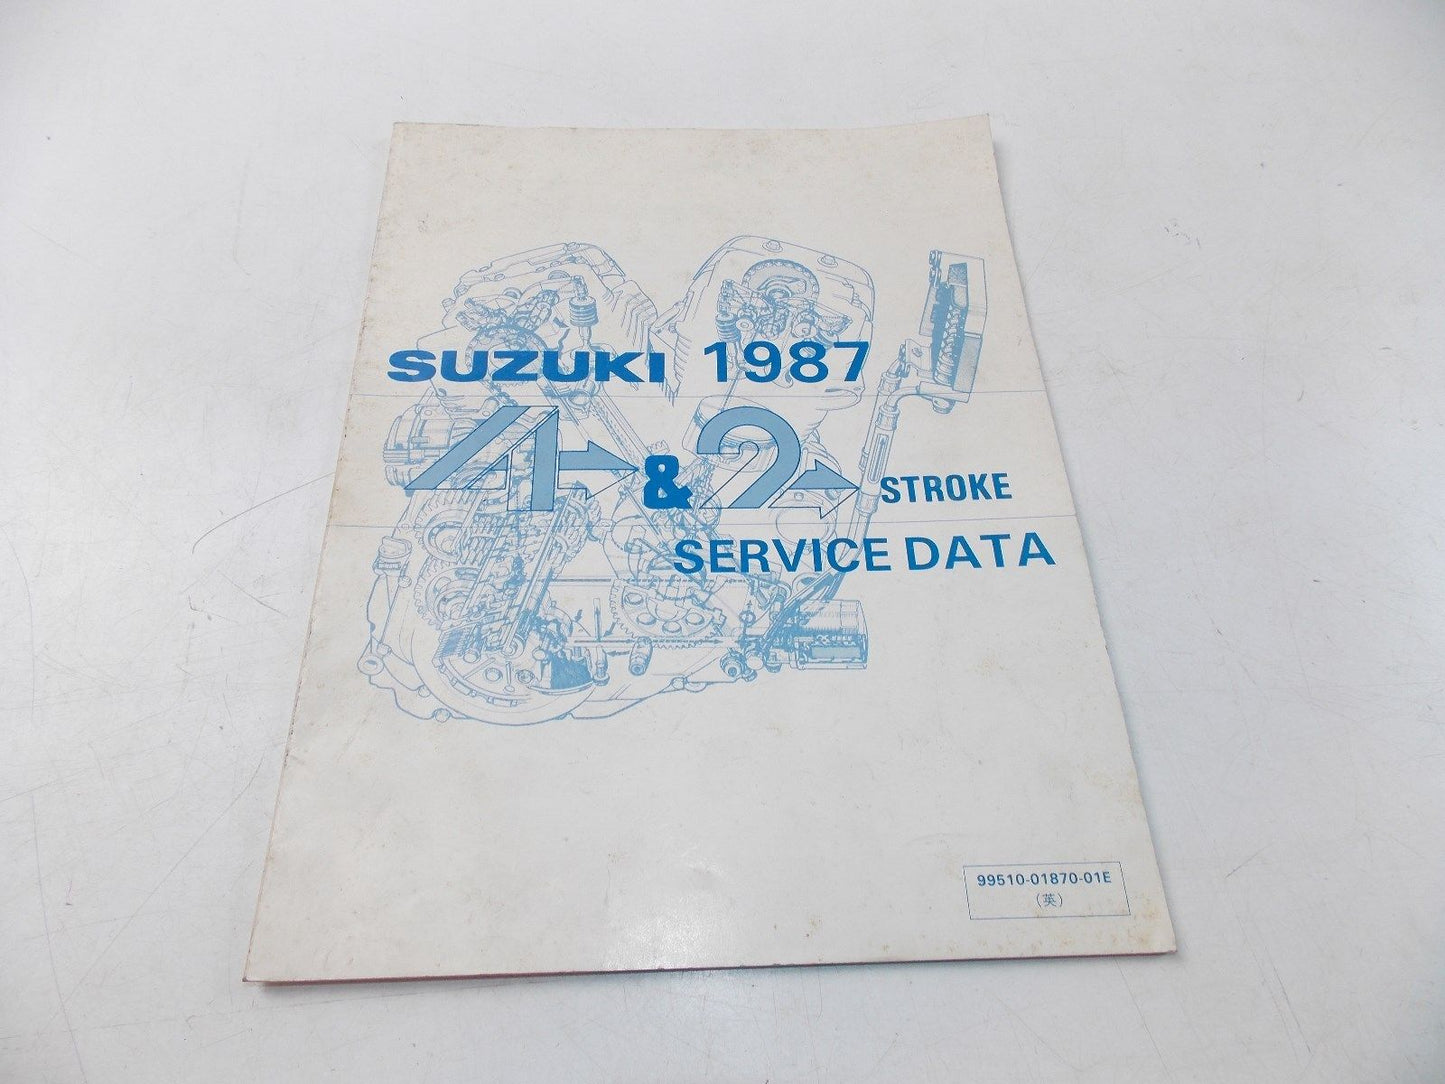 SUZUKI 1987
4 & 2 STROKE
SERVICE DATA
99510-01870-01E
(英)